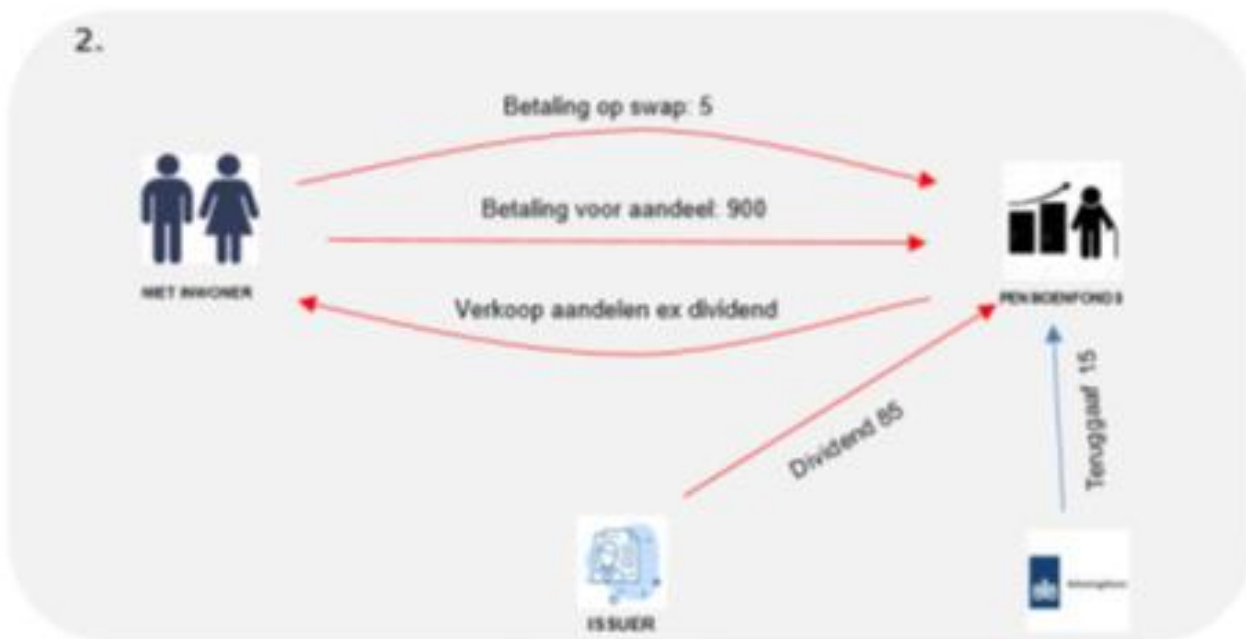 2.
Betaling op swap: 5
Betaling voor aandeel: 900
NIET INWONER
PENSIOENFONDS
Verkoop aandelen ex dividend
Dividend 85
Teruggaaf 15
ISSUER